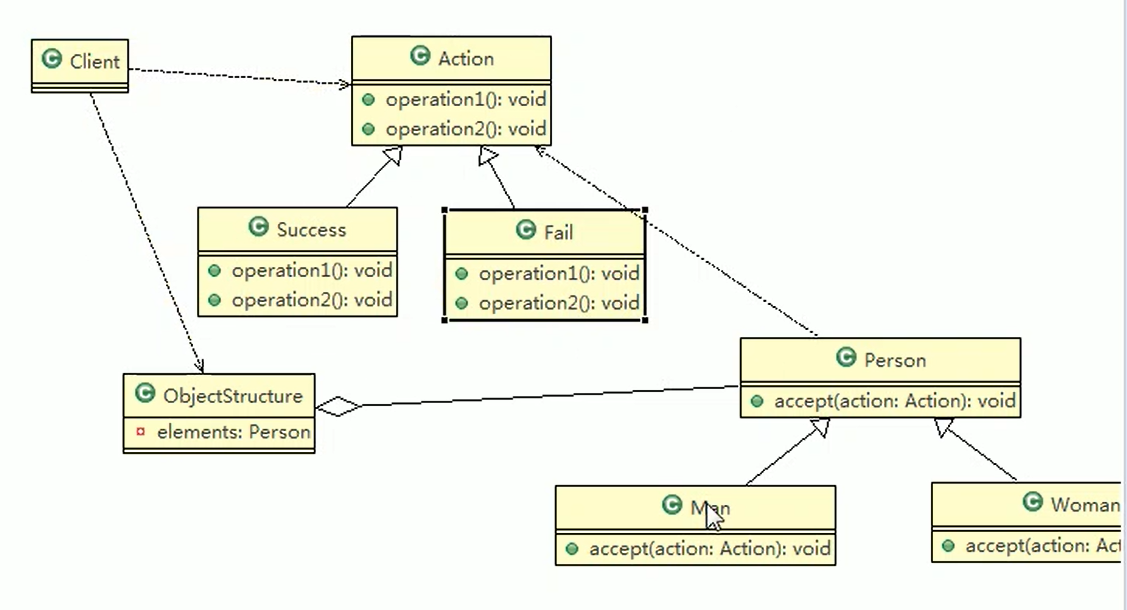 Client
Action
operation1(): void
operation2(): void
Success
operation1(): void
operation2(): void
Fail
operation1(): void
operation2(): void
Person
accept(action: Action): void
ObjectStructure
elements: Person
Man
accept(action: Action): void
Woman
accept(action: Act